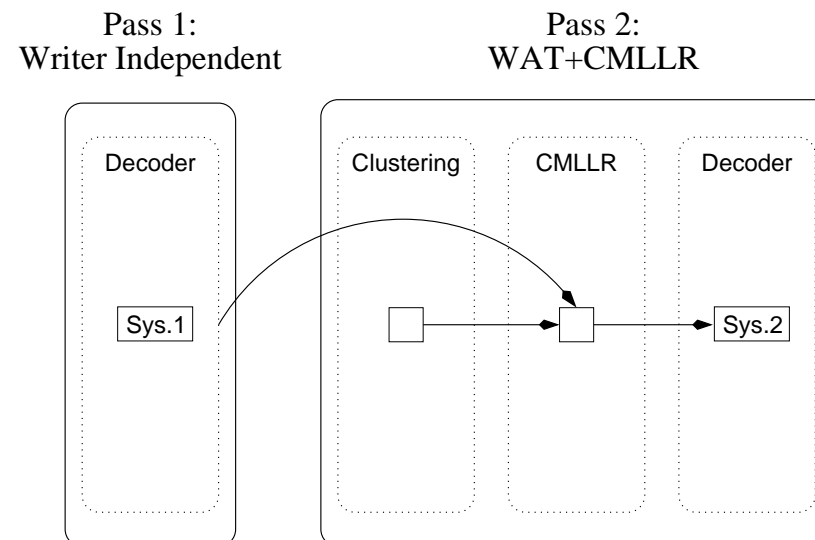 Pass 1:
Writer Independent
Pass 2:
WAT+CMLLR
Decoder
Clustering
CMLLR
Decoder
Sys.1
Sys.2